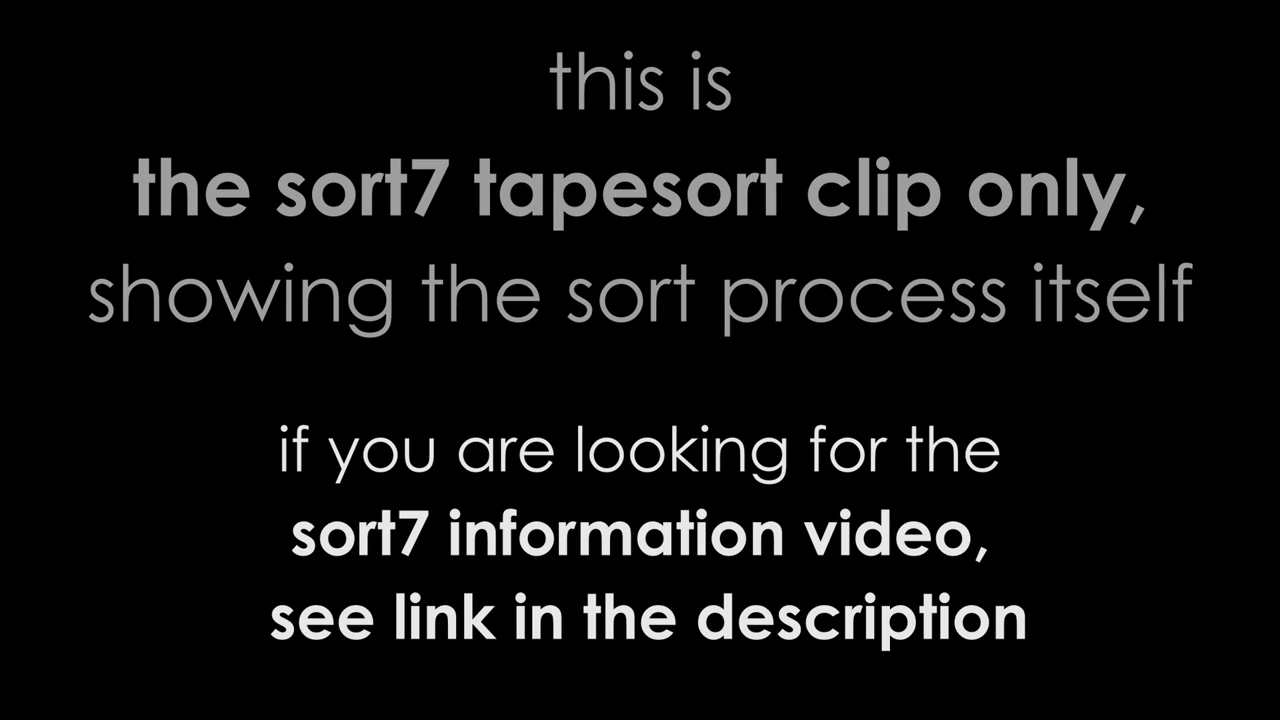 this is
the sort7 tapesort clip only,
showing the sort process itself
if you are looking for the
sort7 information video,
see link in the description